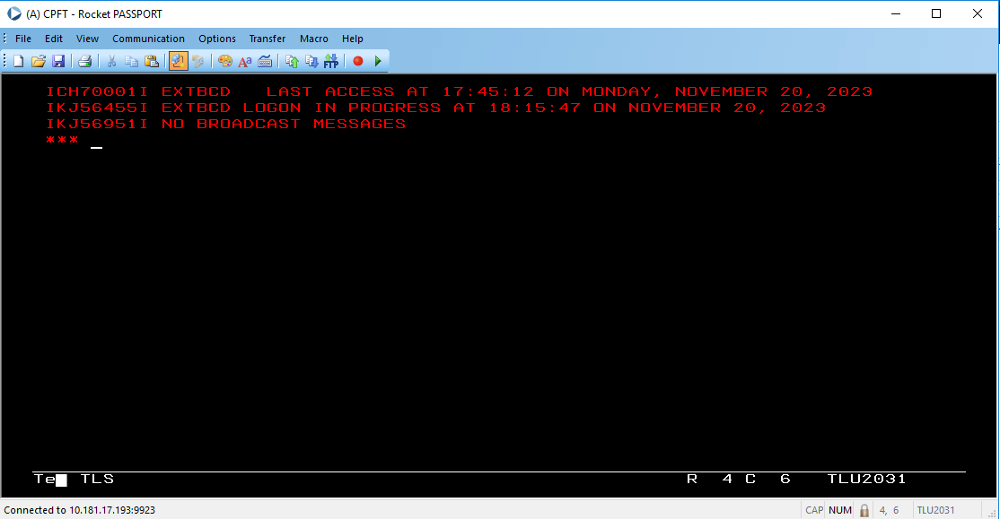 (A) CPFT - Rocket PASSPORT
File Edit View Communication Options Transfer Macro Help
FTP
ICH70001I EXTBCD   LAST ACCESS AT 17:45:12 ON MONDAY, NOVEMBER 20, 2023
IKJ56455I EXTBCD LOGON IN PROGRESS AT 18:15:47 ON NOVEMBER 20, 2023
IKJ56951I NO BROADCAST MESSAGES
*** _
Te TLS R 4 C 6 TLU2031
Connected to 10.181.17.193:9923 CAP NUM 4, 6 TLU2031